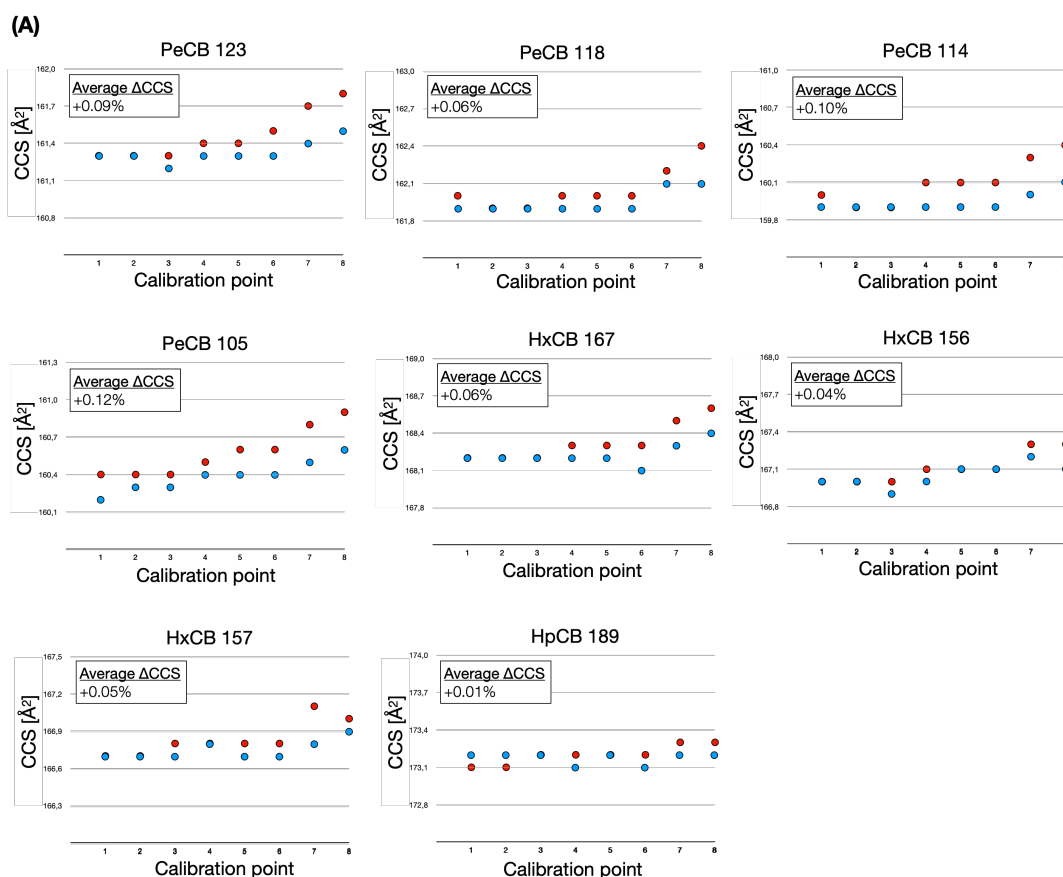 (A)
PeCB 123
162,0
161,7
161,4
161,1
160,8
CCS [Å²]
Average ΔCCS
+0.09%
1 2 3 4 5 6 7 8
Calibration point
PeCB 118
163,0
162,7
162,4
162,1
161,8
CCS [Å²]
Average ΔCCS
+0.06%
1 2 3 4 5 6 7 8
Calibration point
PeCB 114
161,0
160,7
160,4
160,1
159,8
CCS [Å²]
Average ΔCCS
+0.10%
1 2 3 4 5 6 7
Calibration point
PeCB 105
161,3
161,0
160,7
160,4
160,1
CCS [Å²]
Average ΔCCS
+0.12%
1 2 3 4 5 6 7 8
Calibration point
HxCB 167
169,0
168,7
168,4
168,1
167,8
CCS [Å²]
Average ΔCCS
+0.06%
1 2 3 4 5 6 7 8
Calibration point
HxCB 156
168,0
167,7
167,4
167,1
166,8
CCS [Å²]
Average ΔCCS
+0.04%
1 2 3 4 5 6 7
Calibration point
HxCB 157
167,5
167,2
166,9
166,6
166,3
CCS [Å²]
Average ΔCCS
+0.05%
1 2 3 4 5 6 7 8
Calibration point
HpCB 189
174,0
173,7
173,4
173,1
172,8
CCS [Å²]
Average ΔCCS
+0.01%
1 2 3 4 5 6 7 8
Calibration point